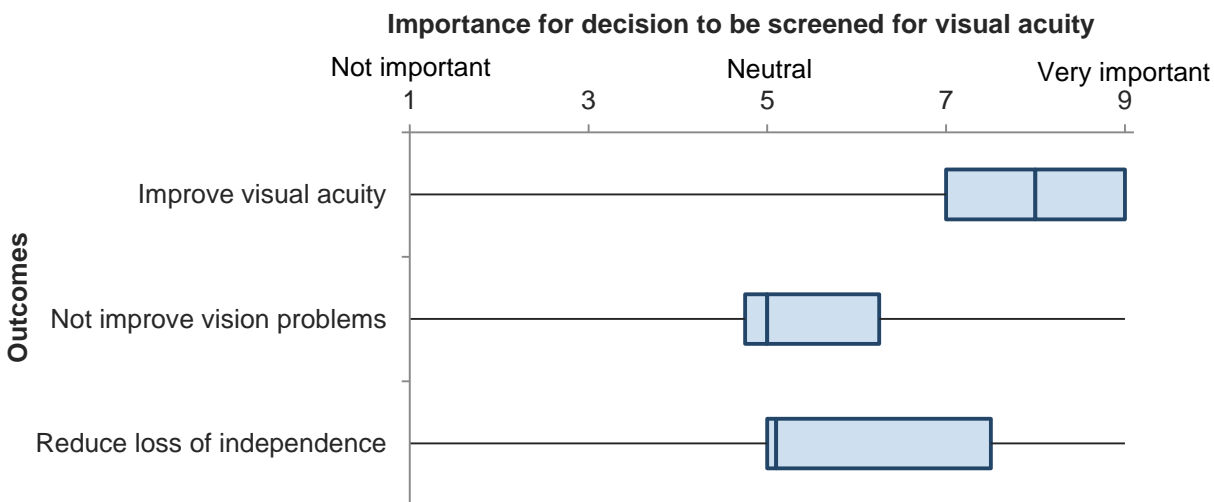 Importance for decision to be screened for visual acuity
Not important Neutral Very important
1 3 5 7 9
Outcomes
Improve visual acuity
Not improve vision problems
Reduce loss of independence